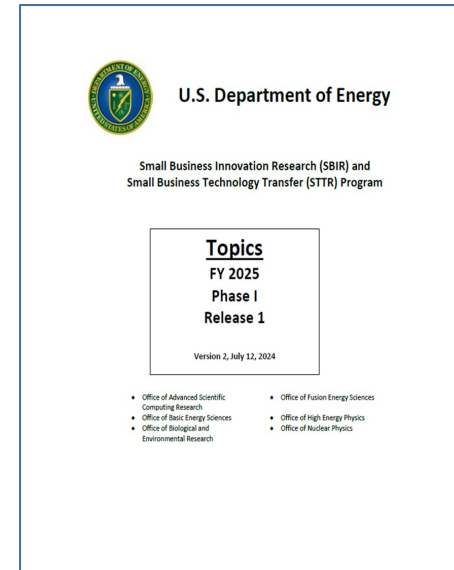 U.S. Department of Energy
Small Business Innovation Research (SBIR) and
Small Business Technology Transfer (STTR) Program
Topics
FY 2025
Phase I
Release 1
Version 2, July 12, 2024
• Office of Advanced Scientific
Computing Research
• Office of Basic Energy Sciences
• Office of Biological and
Environmental Research
• Office of Fusion Energy Sciences
• Office of High Energy Physics
• Office of Nuclear Physics